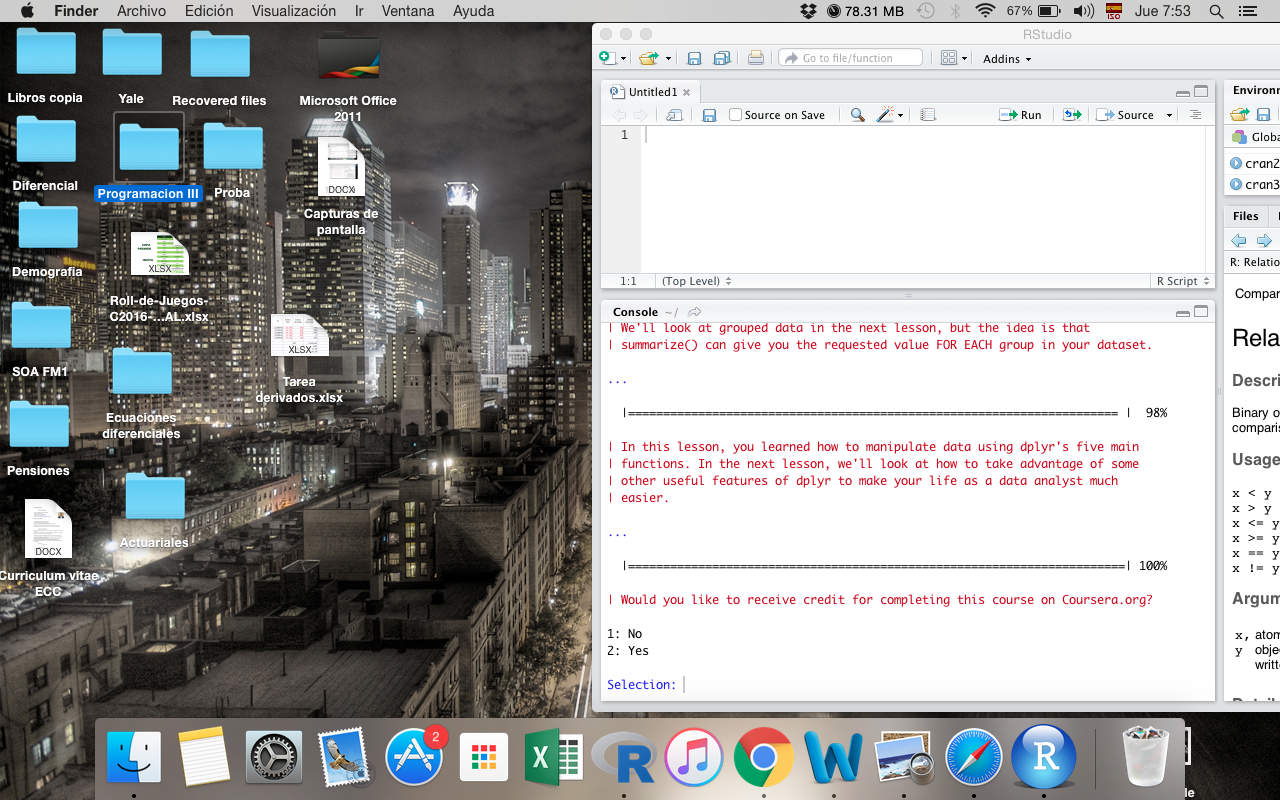 Finder Archivo Edición Visualización Ir Ventana Ayuda 78.31 MB 67% ISO Jue 7:53
Libros copia
Yale
Recovered files
Microsoft Office
2011
Diferencial
Programacion III
Proba
DOCX
Capturas de
pantalla
Demografia
Sheraton
XLSX
Roll-de-Juegos-
C2016-...AL.xlsx
XLSX
Tarea
derivados.xlsx
SOA FM1
Ecuaciones
diferenciales
Pensiones
Actuariales
DOCX
Curriculum vitae
ECC
RStudio
Go to file/function Addins
Untitled1
Source on Save Run Source
1
1:1 (Top Level) R Script
Console ~/
| We'll look at grouped data in the next lesson, but the idea is that
| summarize() can give you the requested value FOR EACH group in your dataset.
...
|====================================================================== | 98%
| In this lesson, you learned how to manipulate data using dplyr's five main
| functions. In the next lesson, we'll look at how to take advantage of some
| other useful features of dplyr to make your life as a data analyst much
| easier.
...
|=======================================================================| 100%
| Would you like to receive credit for completing this course on Coursera.org?
1: No
2: Yes
Selection:
Environ
Globa
cran2
cran3
Files
R: Relatio
Compar
Rela
Descri
Binary o
comparis
Usage
x < y
x > y
x <= y
x >= y
x == y
x != y
Argum
x, atom
y obje
writte
2
W
R